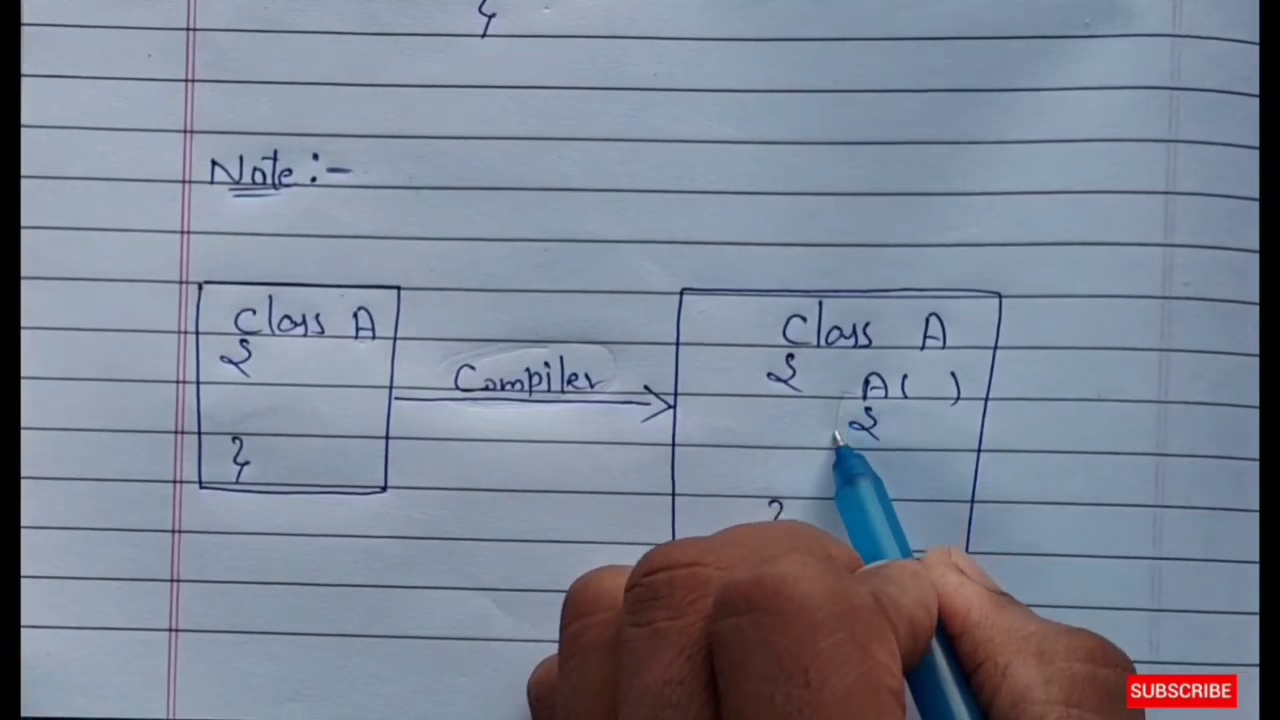 }
Note :-
Class A
{
}
Compiler
Class A
{
A( )
{
}
SUBSCRIBE